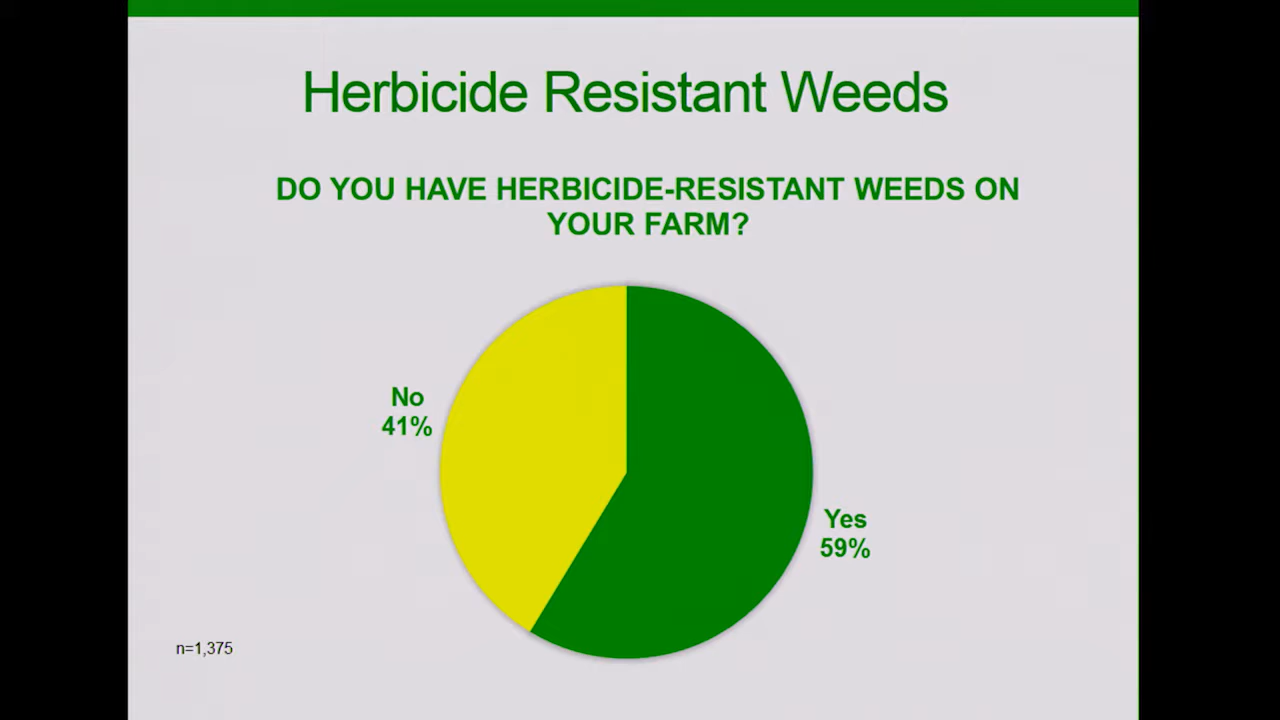 Herbicide Resistant Weeds
DO YOU HAVE HERBICIDE-RESISTANT WEEDS ON
YOUR FARM?
No
41%
Yes
59%
n=1,375